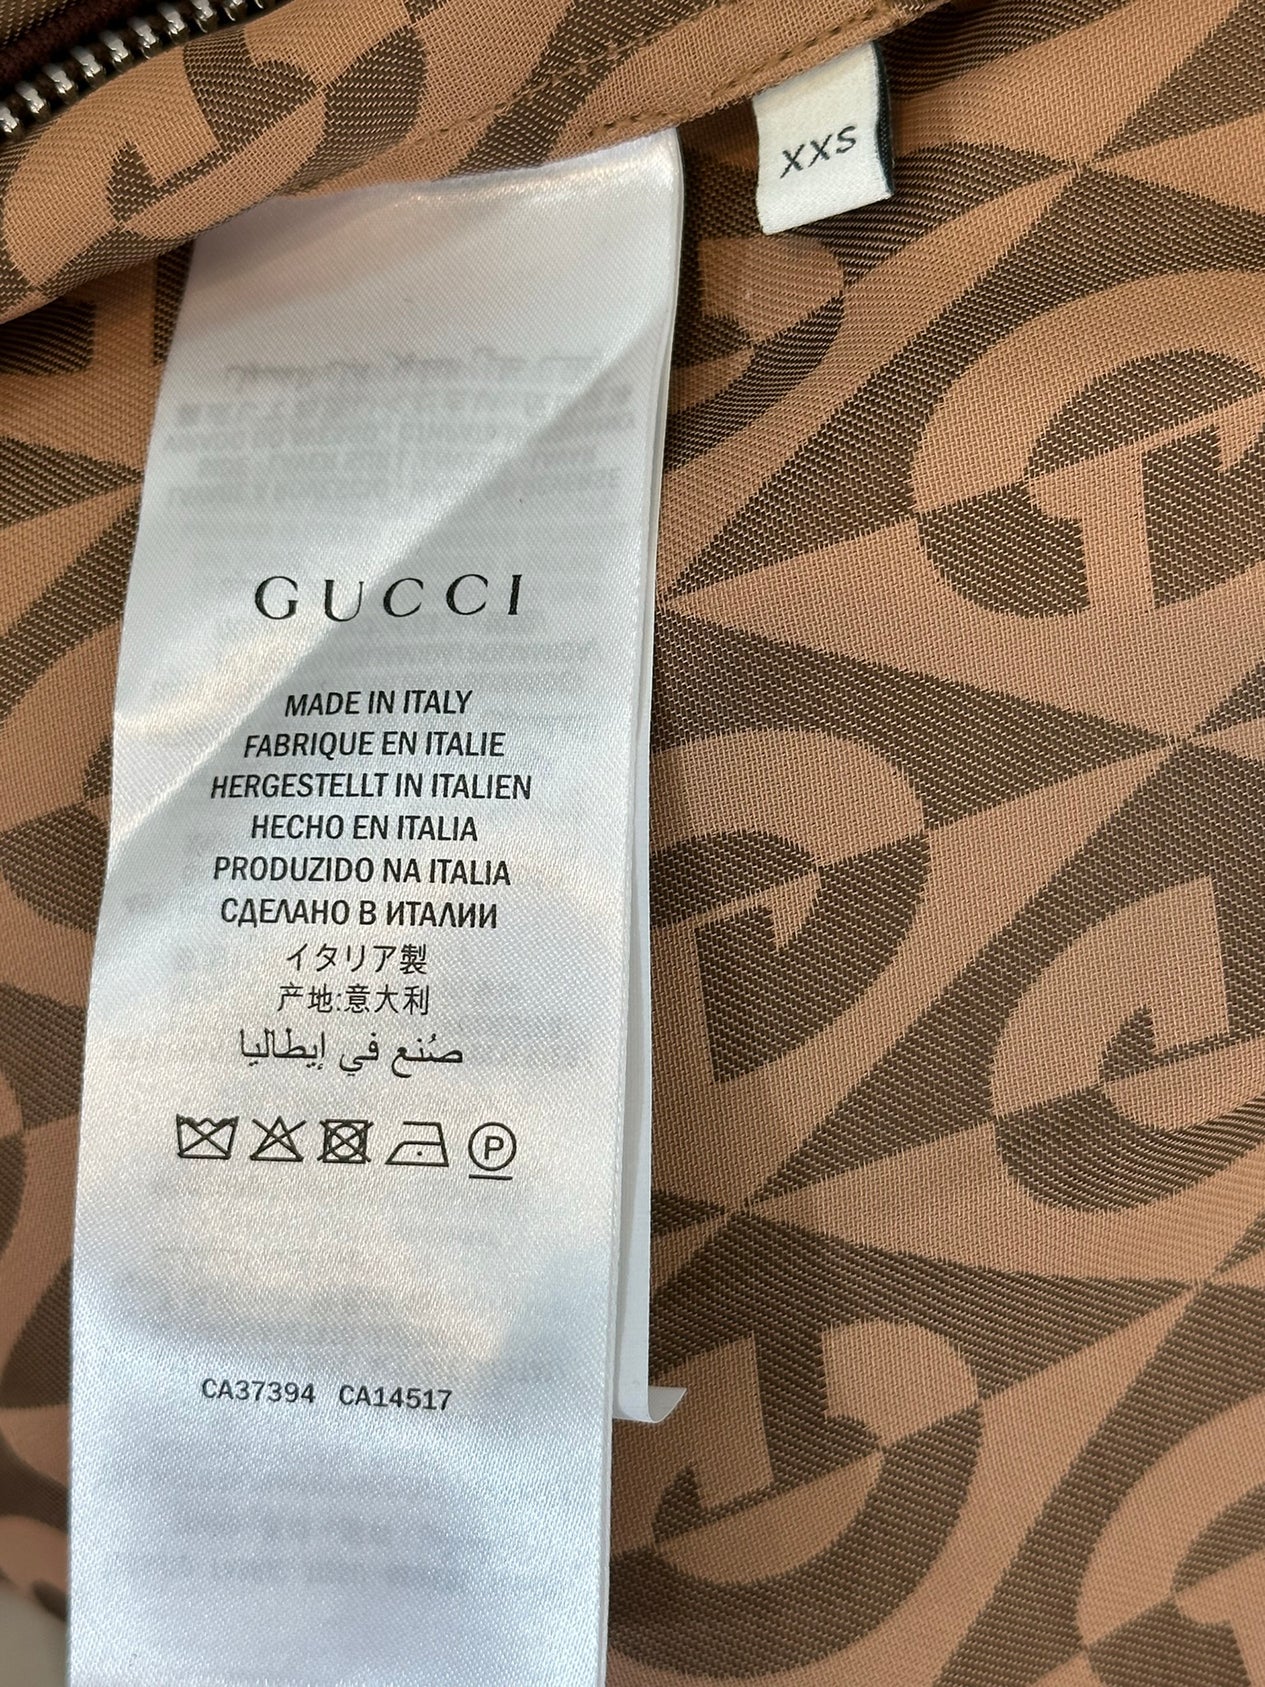 XXS
GUCCI
MADE IN ITALY
FABRIQUE EN ITALIE
HERGESTELLT IN ITALIEN
HECHO EN ITALIA
PRODUZIDO NA ITALIA
СДЕЛАНО В ИТАЛИИ
イタリア製
产地:意大利
صُنع في إيطاليا
P
CA37394 CA14517